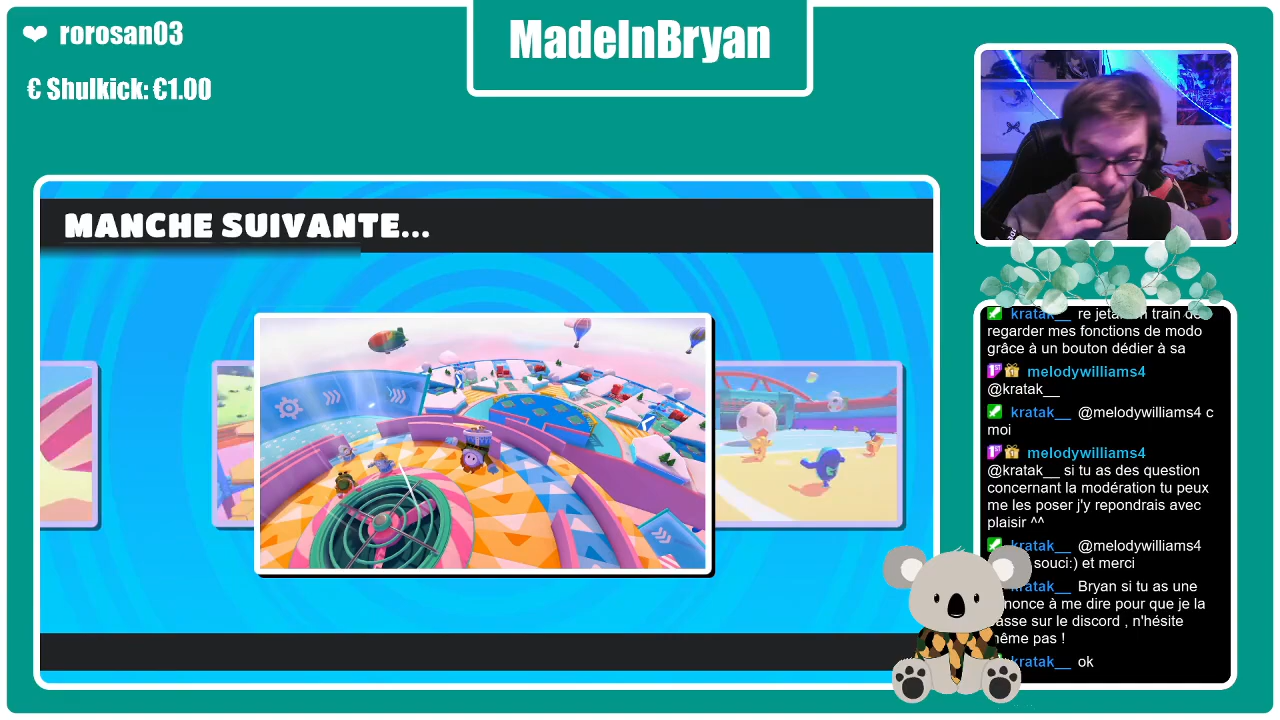 rorosan03
€ Shulkick: €1.00
MadeInBryan
MANCHE SUIVANTE...
kratak__ re
train
regarder mes fonctions de modo
grâce à un bouton dédier à sa
melodywilliams4
@kratak__
kratak__ @melodywilliams4 c
moi
melodywilliams4
@kratak__ si tu as des question
concernant la modération tu peux
me les poser j'y repondrais avec
plaisir ^^
kratak__ @melodywilliams4
souci:) et merci
kratak__ Bryan si tu as une
à me dire pour que je la
sur le discord , n'hésite
même pas !
kratak__ ok